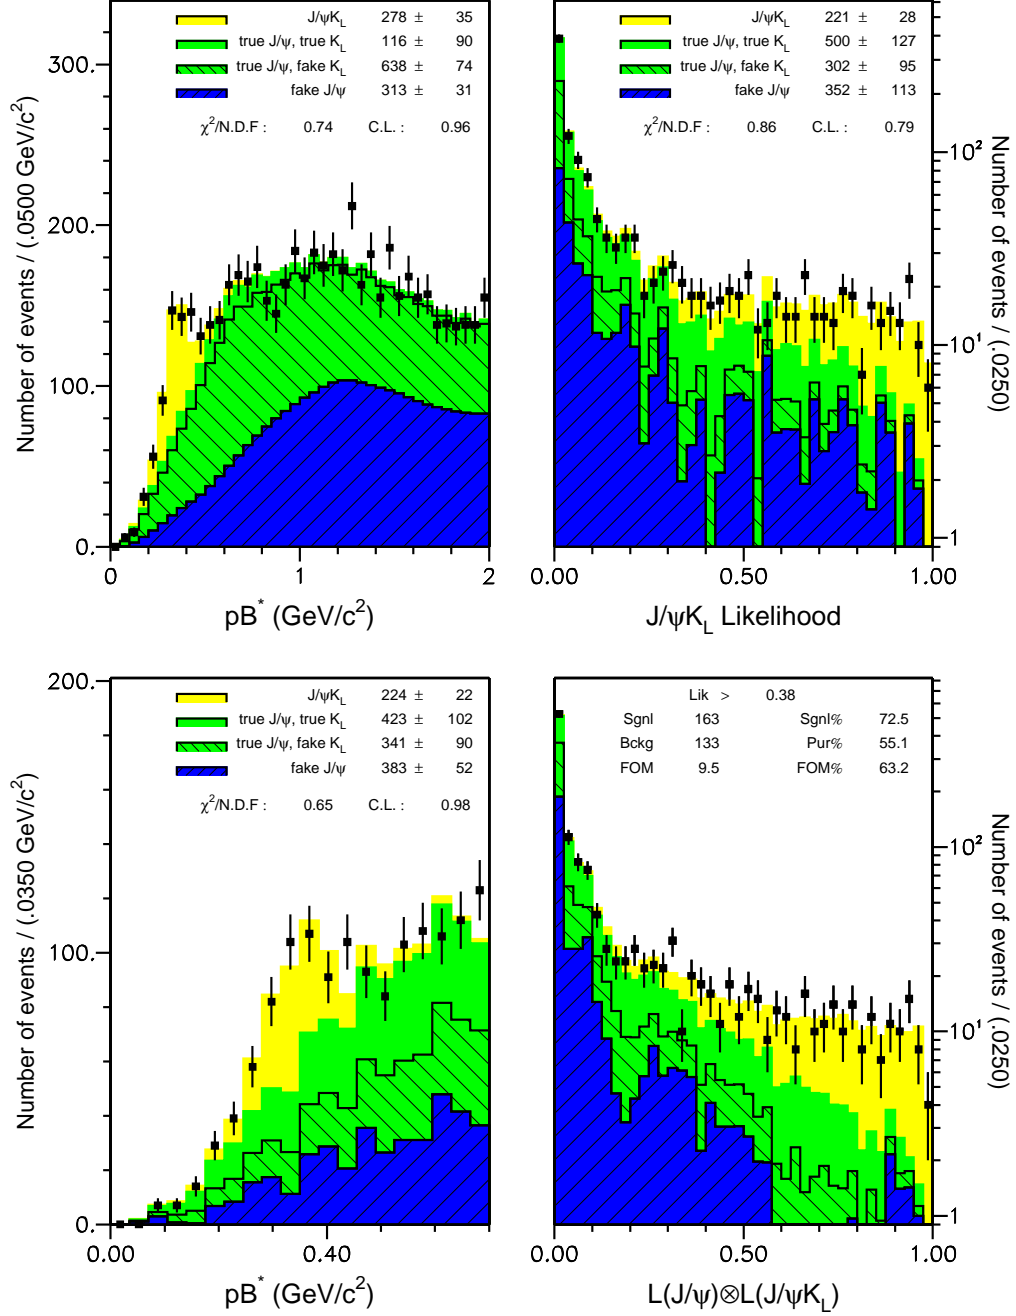 J/ψK_L 278 ± 35
true J/ψ, true K_L 116 ± 90
true J/ψ, fake K_L 638 ± 74
fake J/ψ 313 ± 31
χ²/N.D.F : 0.74 C.L. : 0.96
300.
200.
100.
0.
0 1 2
Number of events / (.0500 GeV/c²)
pB* (GeV/c²)
J/ψK_L 221 ± 28
true J/ψ, true K_L 500 ± 127
true J/ψ, fake K_L 302 ± 95
fake J/ψ 352 ± 113
χ²/N.D.F : 0.86 C.L. : 0.79
10²
10¹
1
0.00 0.50 1.00
Number of events / (.0250)
J/ψK_L Likelihood
J/ψK_L 224 ± 22
true J/ψ, true K_L 423 ± 102
true J/ψ, fake K_L 341 ± 90
fake J/ψ 383 ± 52
χ²/N.D.F : 0.65 C.L. : 0.98
200.
100.
0.
0.00 0.40
Number of events / (.0350 GeV/c²)
pB* (GeV/c²)
Lik > 0.38
Sgnl 163 Sgnl% 72.5
Bckg 133 Pur% 55.1
FOM 9.5 FOM% 63.2
10²
10¹
1
0.00 0.50 1.00
Number of events / (.0250)
L(J/ψ)⊗L(J/ψK_L)